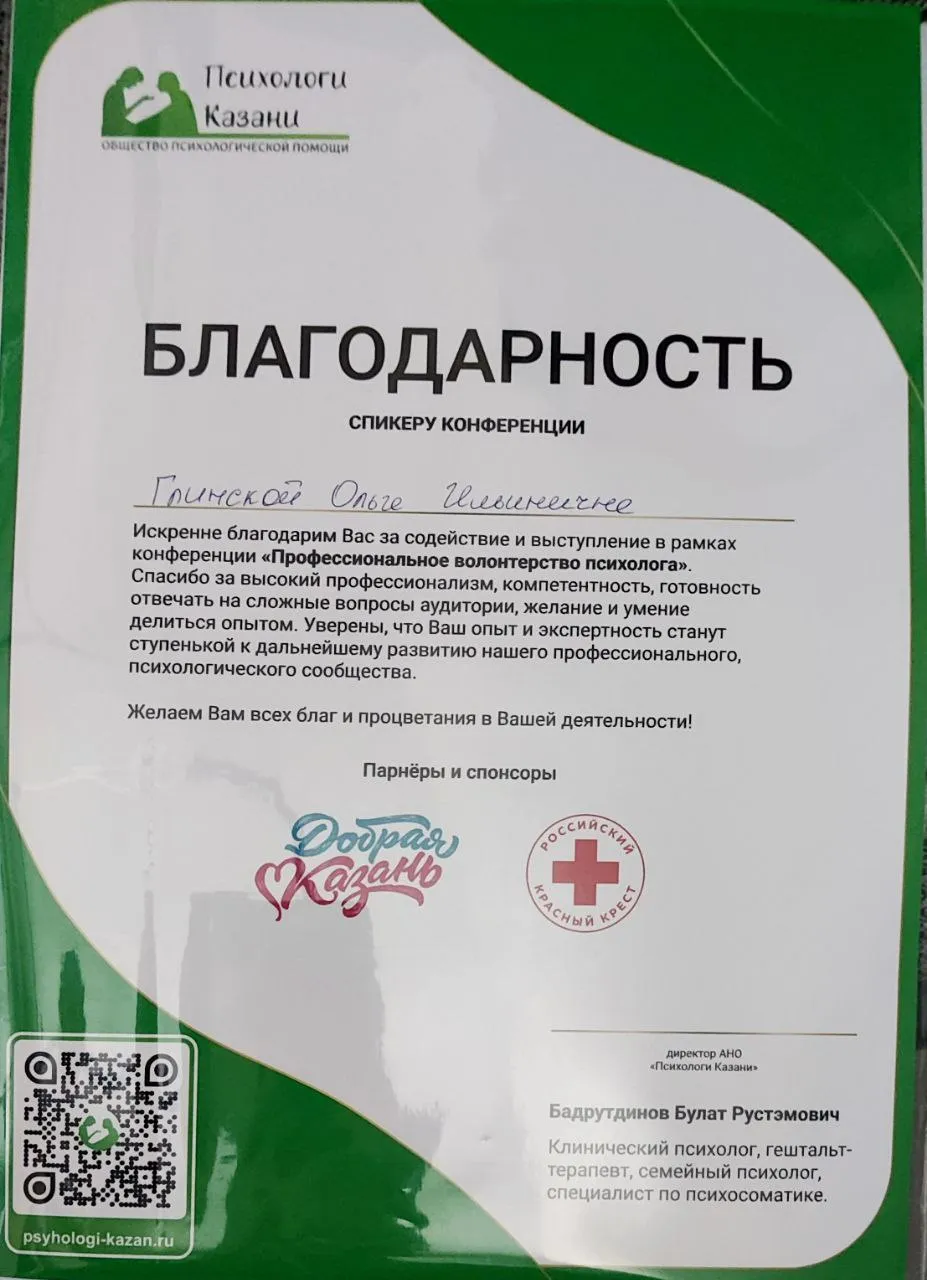 Психологи
Казани
ОБЩЕСТВО ПСИХОЛОГИЧЕСКОЙ ПОМОЩИ
БЛАГОДАРНОСТЬ
СПИКЕРУ КОНФЕРЕНЦИИ
Глинской Ольге Ильиничне
Искренне благодарим Вас за содействие и выступление в рамках
конференции «Профессиональное волонтерство психолога».
Спасибо за высокий профессионализм, компетентность, готовность
отвечать на сложные вопросы аудитории, желание и умение
делиться опытом. Уверены, что Ваш опыт и экспертность станут
ступенькой к дальнейшему развитию нашего профессионального,
психологического сообщества.
Желаем Вам всех благ и процветания в Вашей деятельности!
Парнёры и спонсоры
Добрая
Казань
РОССИЙСКИЙ
КРАСНЫЙ КРЕСТ
директор АНО
«Психологи Казани»
Бадрутдинов Булат Рустэмович
Клинический психолог, гештальт-
терапевт, семейный психолог,
специалист по психосоматике.
psyhologi-kazan.ru